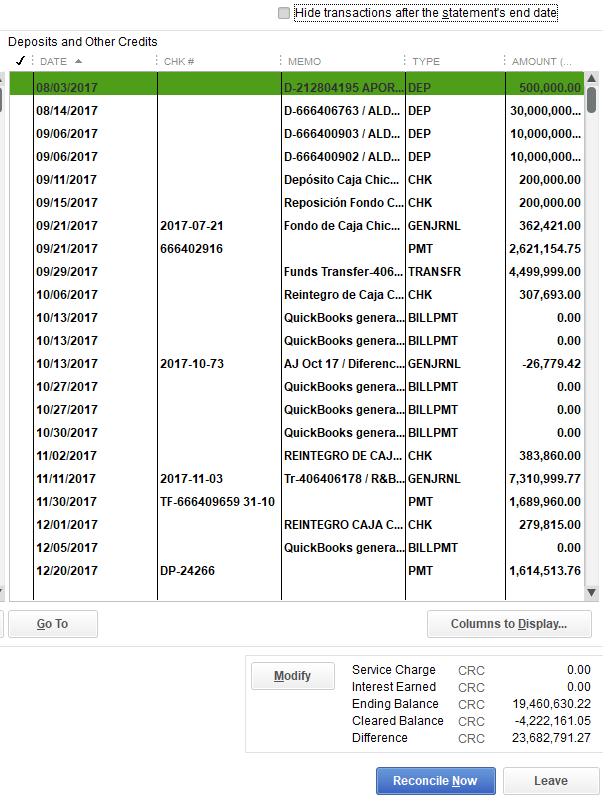 Hide transactions after the statement's end date
Deposits and Other Credits
✓ DATE CHK # MEMO TYPE AMOUNT (...
08/03/2017 D-212804195 APOR... DEP 500,000.00
08/14/2017 D-666406763 / ALD... DEP 30,000,000...
09/06/2017 D-666400903 / ALD... DEP 10,000,000...
09/06/2017 D-666400902 / ALD... DEP 10,000,000...
09/11/2017 Depósito Caja Chic... CHK 200,000.00
09/15/2017 Reposición Fondo C... CHK 200,000.00
09/21/2017 2017-07-21 Fondo de Caja Chic... GENJRNL 362,421.00
09/21/2017 666402916 PMT 2,621,154.75
09/29/2017 Funds Transfer-406... TRANSFR 4,499,999.00
10/06/2017 Reintegro de Caja C... CHK 307,693.00
10/13/2017 QuickBooks genera... BILLPMT 0.00
10/13/2017 QuickBooks genera... BILLPMT 0.00
10/13/2017 2017-10-73 AJ Oct 17 / Diferenc... GENJRNL -26,779.42
10/27/2017 QuickBooks genera... BILLPMT 0.00
10/27/2017 QuickBooks genera... BILLPMT 0.00
10/30/2017 QuickBooks genera... BILLPMT 0.00
11/02/2017 REINTEGRO DE CAJ... CHK 383,860.00
11/11/2017 2017-11-03 Tr-406406178 / R&B... GENJRNL 7,310,999.77
11/30/2017 TF-666409659 31-10 PMT 1,689,960.00
12/01/2017 REINTEGRO CAJA C... CHK 279,815.00
12/05/2017 QuickBooks genera... BILLPMT 0.00
12/20/2017 DP-24266 PMT 1,614,513.76
Go To Columns to Display...
Modify Service Charge CRC 0.00
Interest Earned CRC 0.00
Ending Balance CRC 19,460,630.22
Cleared Balance CRC -4,222,161.05
Difference CRC 23,682,791.27
Reconcile Now Leave